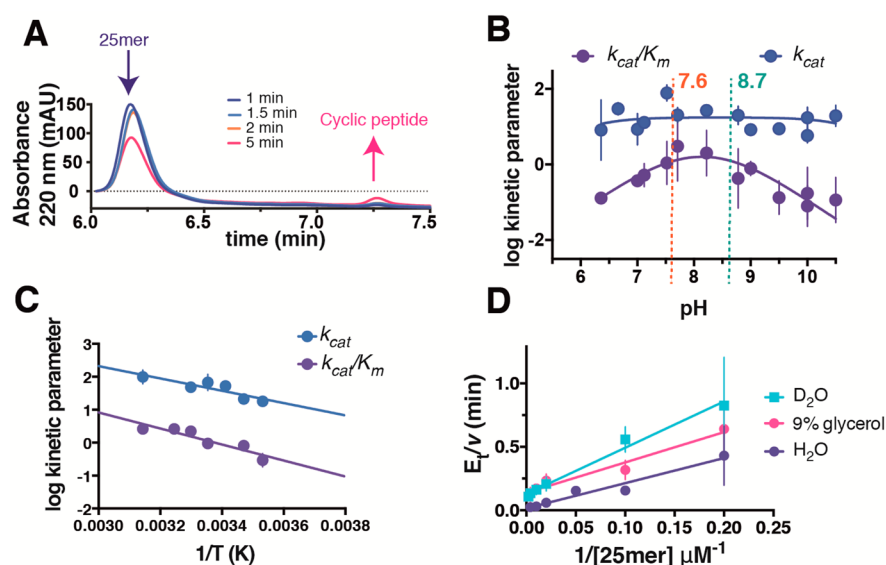 A
25mer
Absorbance
220 nm (mAU)
150
100
50
0
1 min
1.5 min
2 min
5 min
Cyclic peptide
6.0
6.5
7.0
7.5
time (min)
B
kcat/Km
kcat
log kinetic parameter
2
0
-2
7.6
8.7
6
7
8
9
10
pH
C
log kinetic parameter
3
2
1
0
-1
-2
kcat
kcat/Km
0.0030
0.0032
0.0034
0.0036
0.0038
1/T (K)
D
Et/v (min)
1.0
0.5
0.0
D2O
9% glycerol
H2O
0.00
0.05
0.10
0.15
0.20
0.25
1/[25mer] μM-1